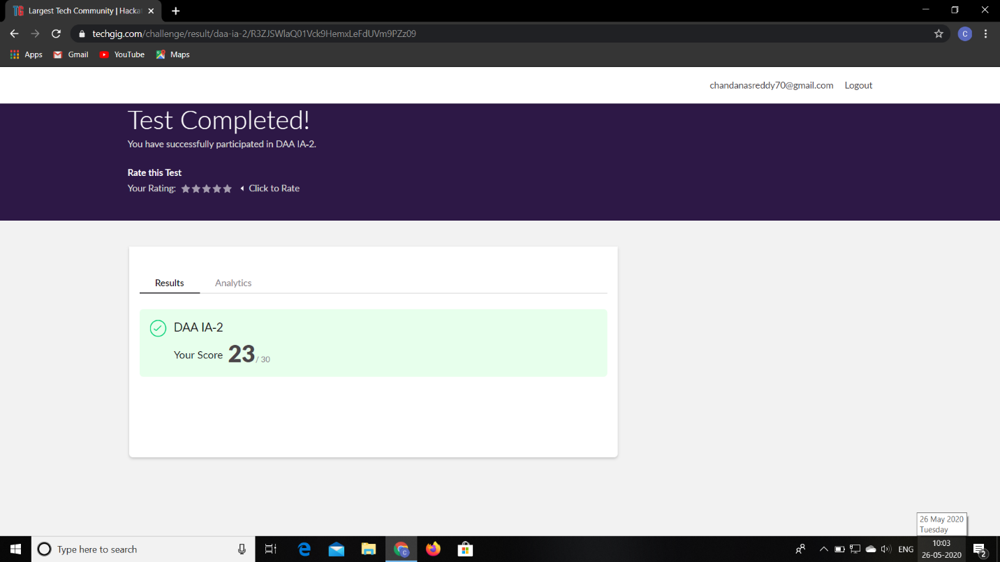 Largest Tech Community | Hacka
techgig.com/challenge/result/daa-ia-2/R3ZJSWlaQ01Vck9HemxLeFdUVm9PZz09
C
Apps Gmail YouTube Maps
chandanasreddy70@gmail.com Logout
Test Completed!
You have successfully participated in DAA IA-2.
Rate this Test
Your Rating: Click to Rate
Results Analytics
DAA IA-2
Your Score 23 / 30
26 May 2020
Tuesday
Type here to search
ENG
10:03
26-05-2020
2